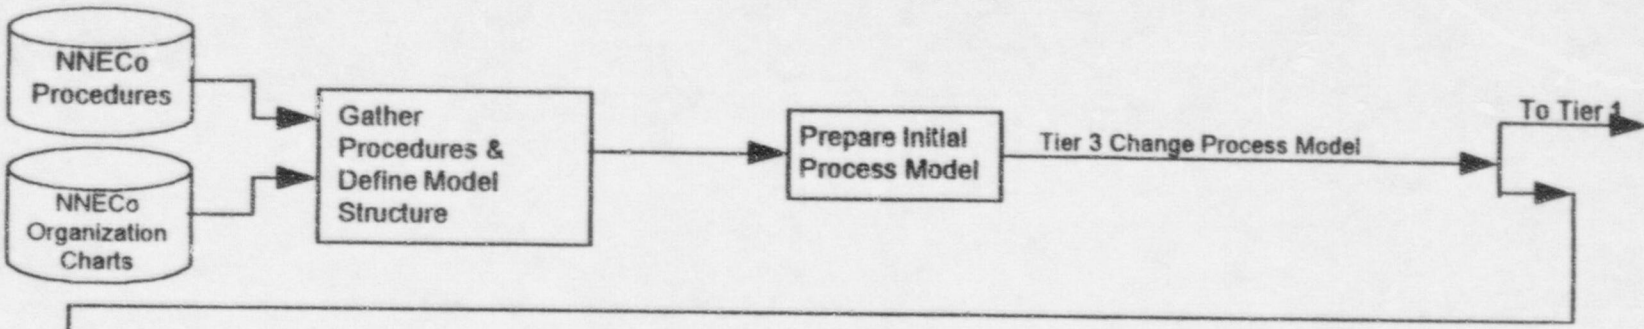 NNECo
Procedures
NNECo
Organization
Charts
Gather
Procedures &
Define Model
Structure
Prepare Initial
Process Model
Tier 3 Change Process Model
To Tier 1